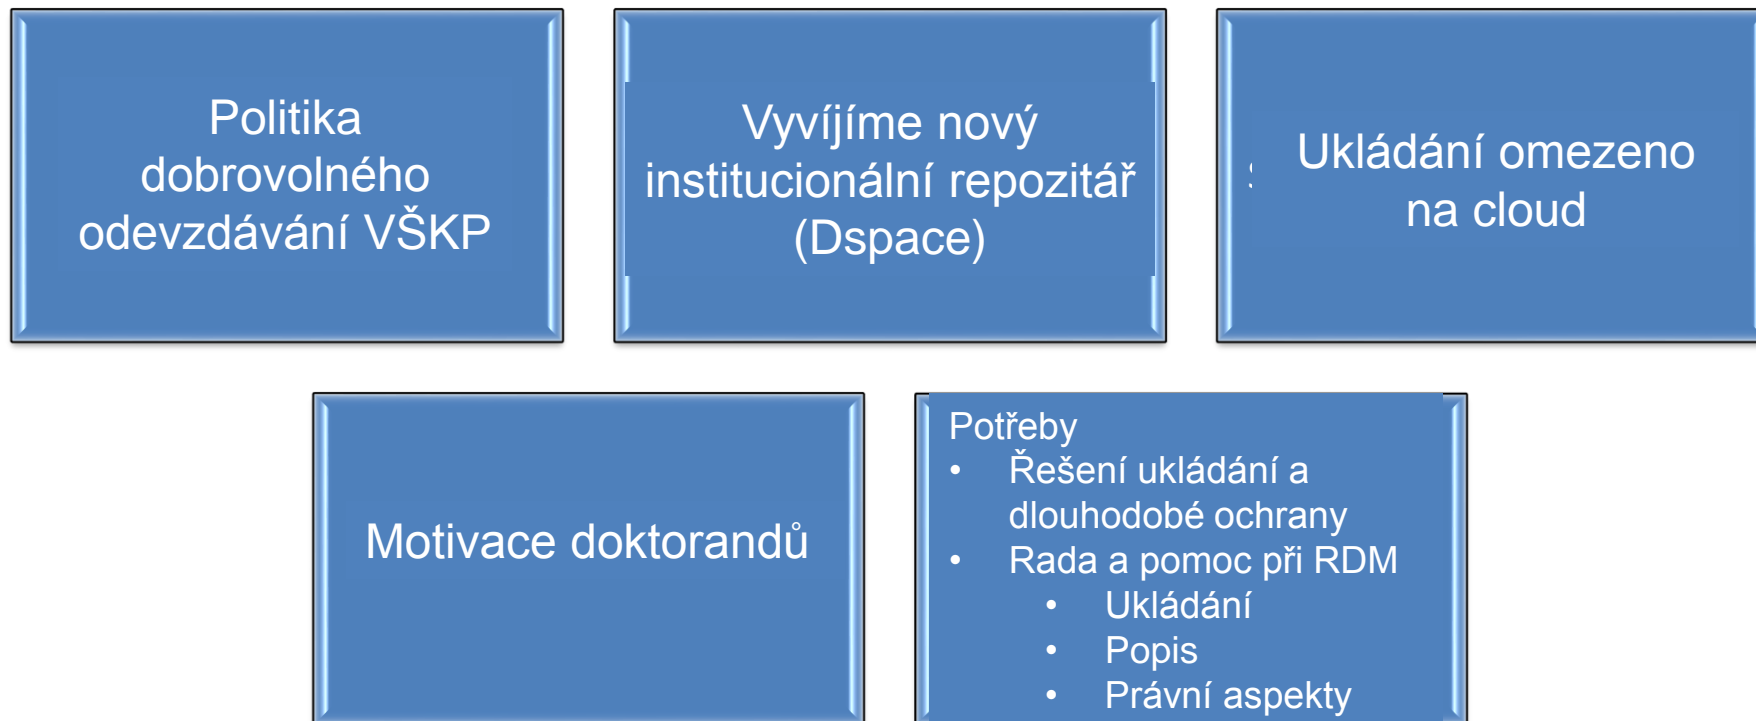 Politika
dobrovolného
odevzdávání VŠKP
Vyvíjíme nový
institucionální repozitář
(Dspace)
Ukládání omezeno
na cloud
Motivace doktorandů
Potřeby
• Řešení ukládání a
dlouhodobé ochrany
• Rada a pomoc při RDM
• Ukládání
• Popis
• Právní aspekty